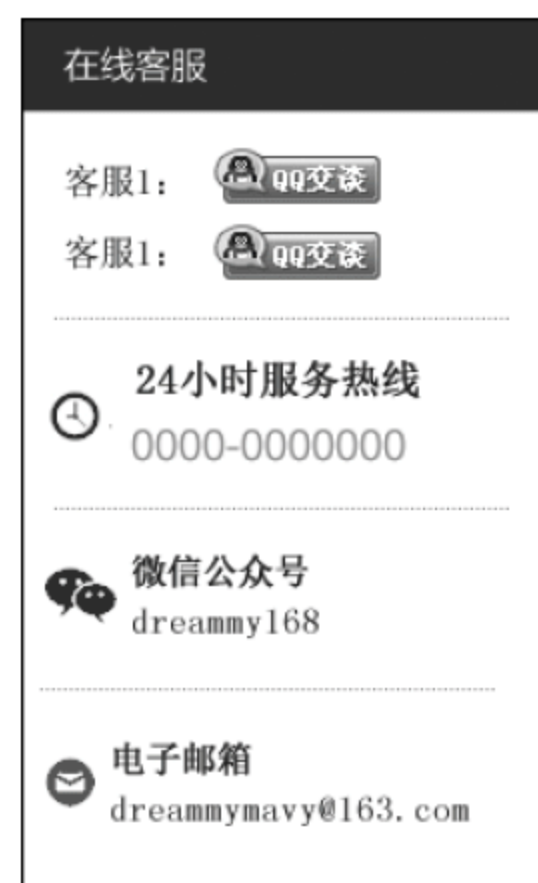 在线客服
客服1： QQ交谈
客服1： QQ交谈
24小时服务热线
0000-0000000
微信公众号
dreammy168
电子邮箱
dreammymavy@163.com